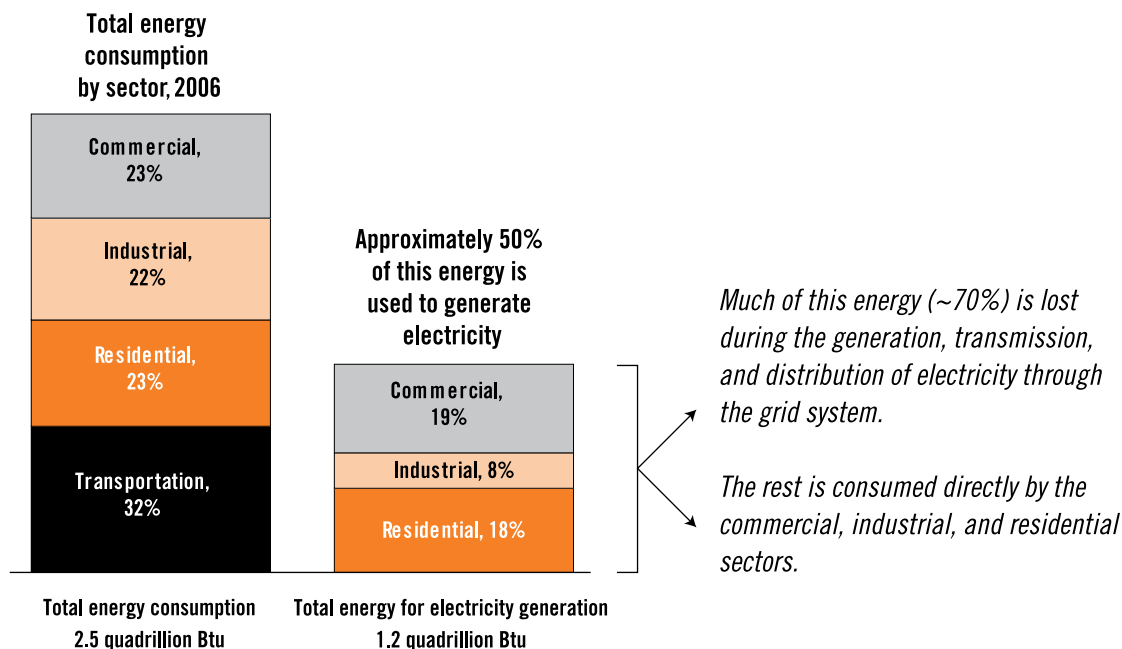 Total energy
consumption
by sector, 2006
Commercial,
23%
Industrial,
22%
Residential,
23%
Transportation,
32%
Total energy consumption
2.5 quadrillion Btu
Approximately 50%
of this energy is
used to generate
electricity
Commercial,
19%
Industrial, 8%
Residential, 18%
Total energy for electricity generation
1.2 quadrillion Btu
Much of this energy (~70%) is lost
during the generation, transmission,
and distribution of electricity through
the grid system.
The rest is consumed directly by the
commercial, industrial, and residential
sectors.